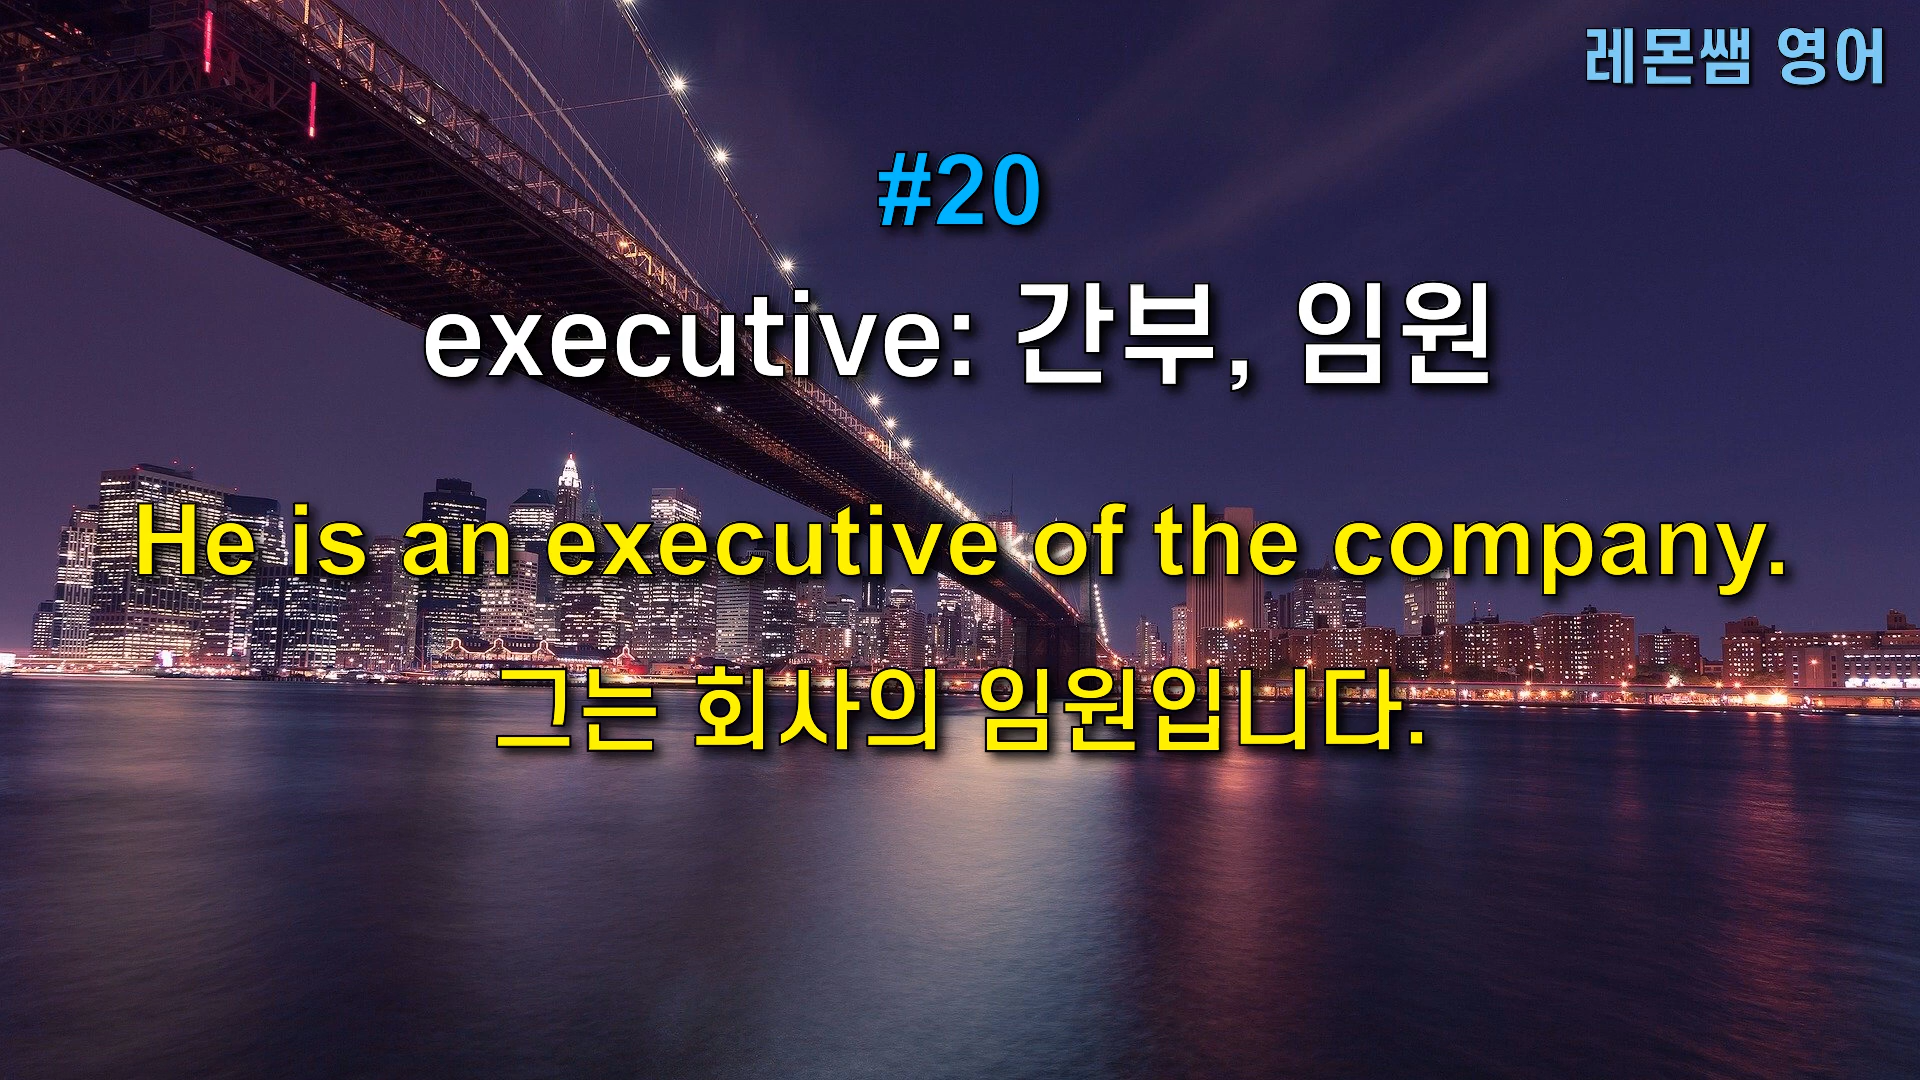 레몬쌤 영어
#20
executive: 간부, 임원
He is an executive of the company.
그는 회사의 임원입니다.